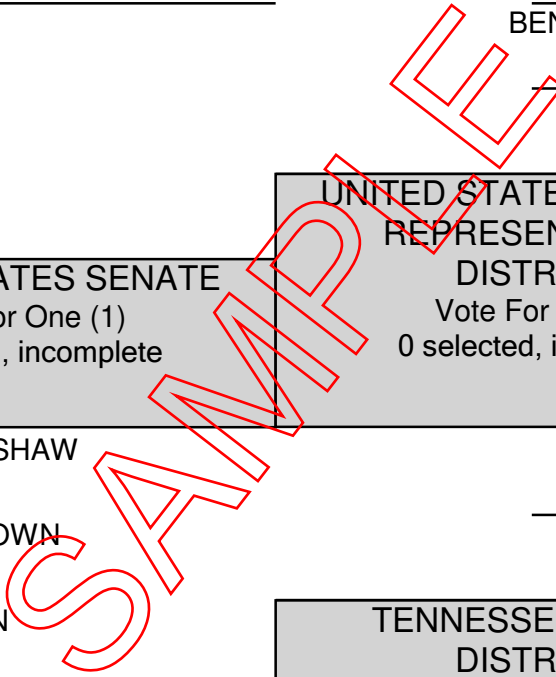 BEN
ATES SENATE
or One (1)
, incomplete
SHAW
OWN
N
UNITED STATE
REPRESEN
DISTR
Vote For
0 selected, i
TENNESSE
DISTR
SAMPLE